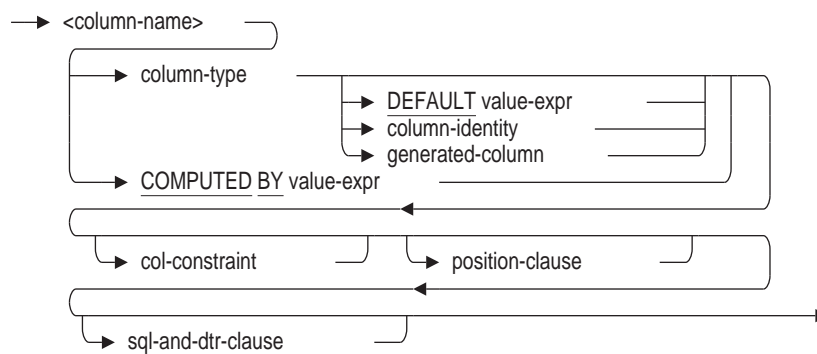 <column-name>
column-type
DEFAULT value-expr
column-identity
generated-column
COMPUTED BY value-expr
col-constraint
position-clause
sql-and-dtr-clause